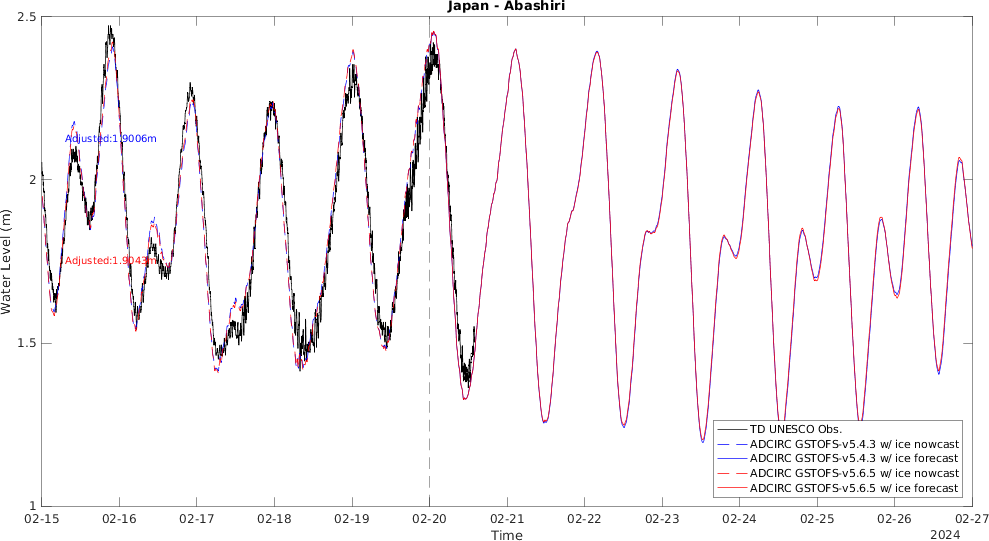 Japan - Abashiri
2.5
2
1.5
1
Water Level (m)
Adjusted:1.9006m
Adjusted:1.9043m
TD UNESCO Obs.
ADCIRC GSTOFS-v5.4.3 w/ ice nowcast
ADCIRC GSTOFS-v5.4.3 w/ ice forecast
ADCIRC GSTOFS-v5.6.5 w/ ice nowcast
ADCIRC GSTOFS-v5.6.5 w/ ice forecast
02-15 02-16 02-17 02-18 02-19 02-20 02-21 02-22 02-23 02-24 02-25 02-26 02-27
Time
2024